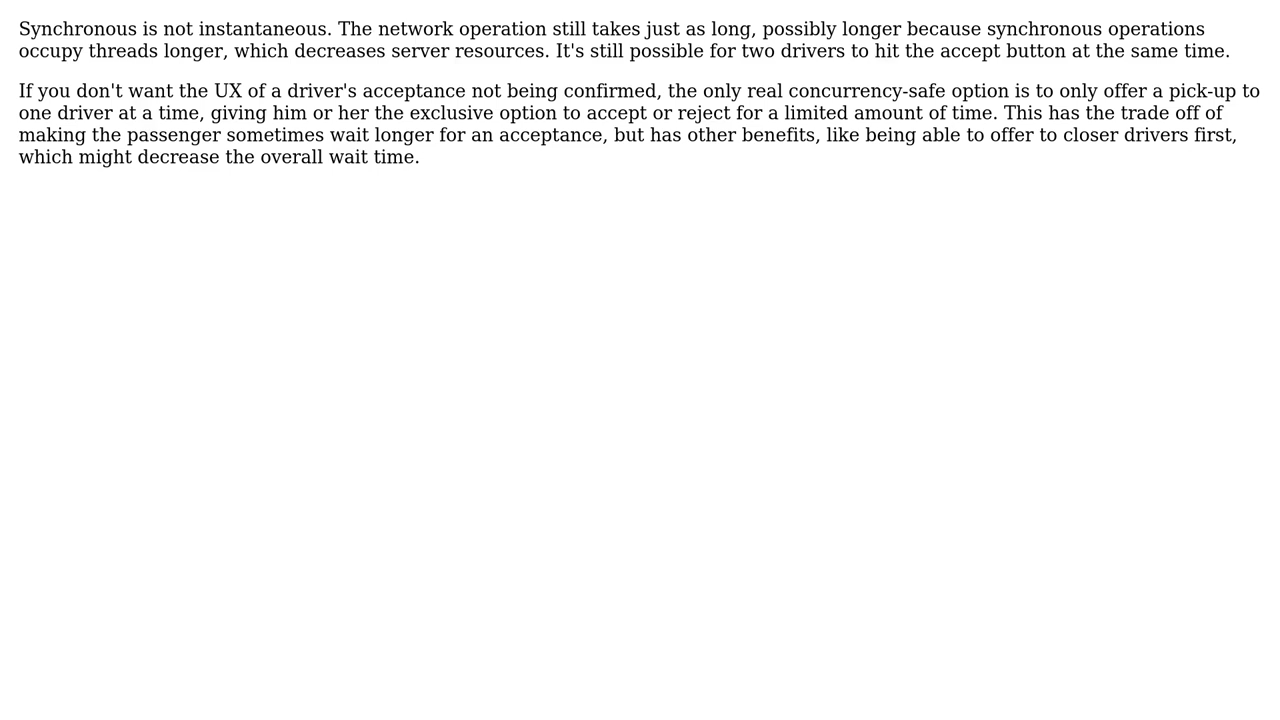 Synchronous is not instantaneous. The network operation still takes just as long, possibly longer because synchronous operations
occupy threads longer, which decreases server resources. It's still possible for two drivers to hit the accept button at the same time.
If you don't want the UX of a driver's acceptance not being confirmed, the only real concurrency-safe option is to only offer a pick-up to
one driver at a time, giving him or her the exclusive option to accept or reject for a limited amount of time. This has the trade off of
making the passenger sometimes wait longer for an acceptance, but has other benefits, like being able to offer to closer drivers first,
which might decrease the overall wait time.